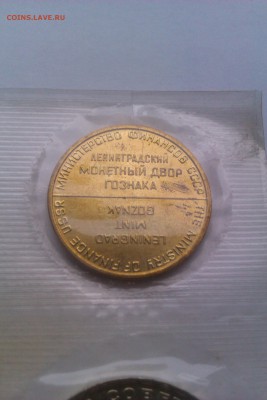 COINS.LAVE.RU
МИНИСТЕРСТВО ФИНАНСОВ СССР
THE MINISTRY OF FINANCE USSR
ЛЕНИНГРАДСКИЙ
МОНЕТНЫЙ ДВОР
ГОЗНАКА
LENINGRAD
MINT
GOZNAK